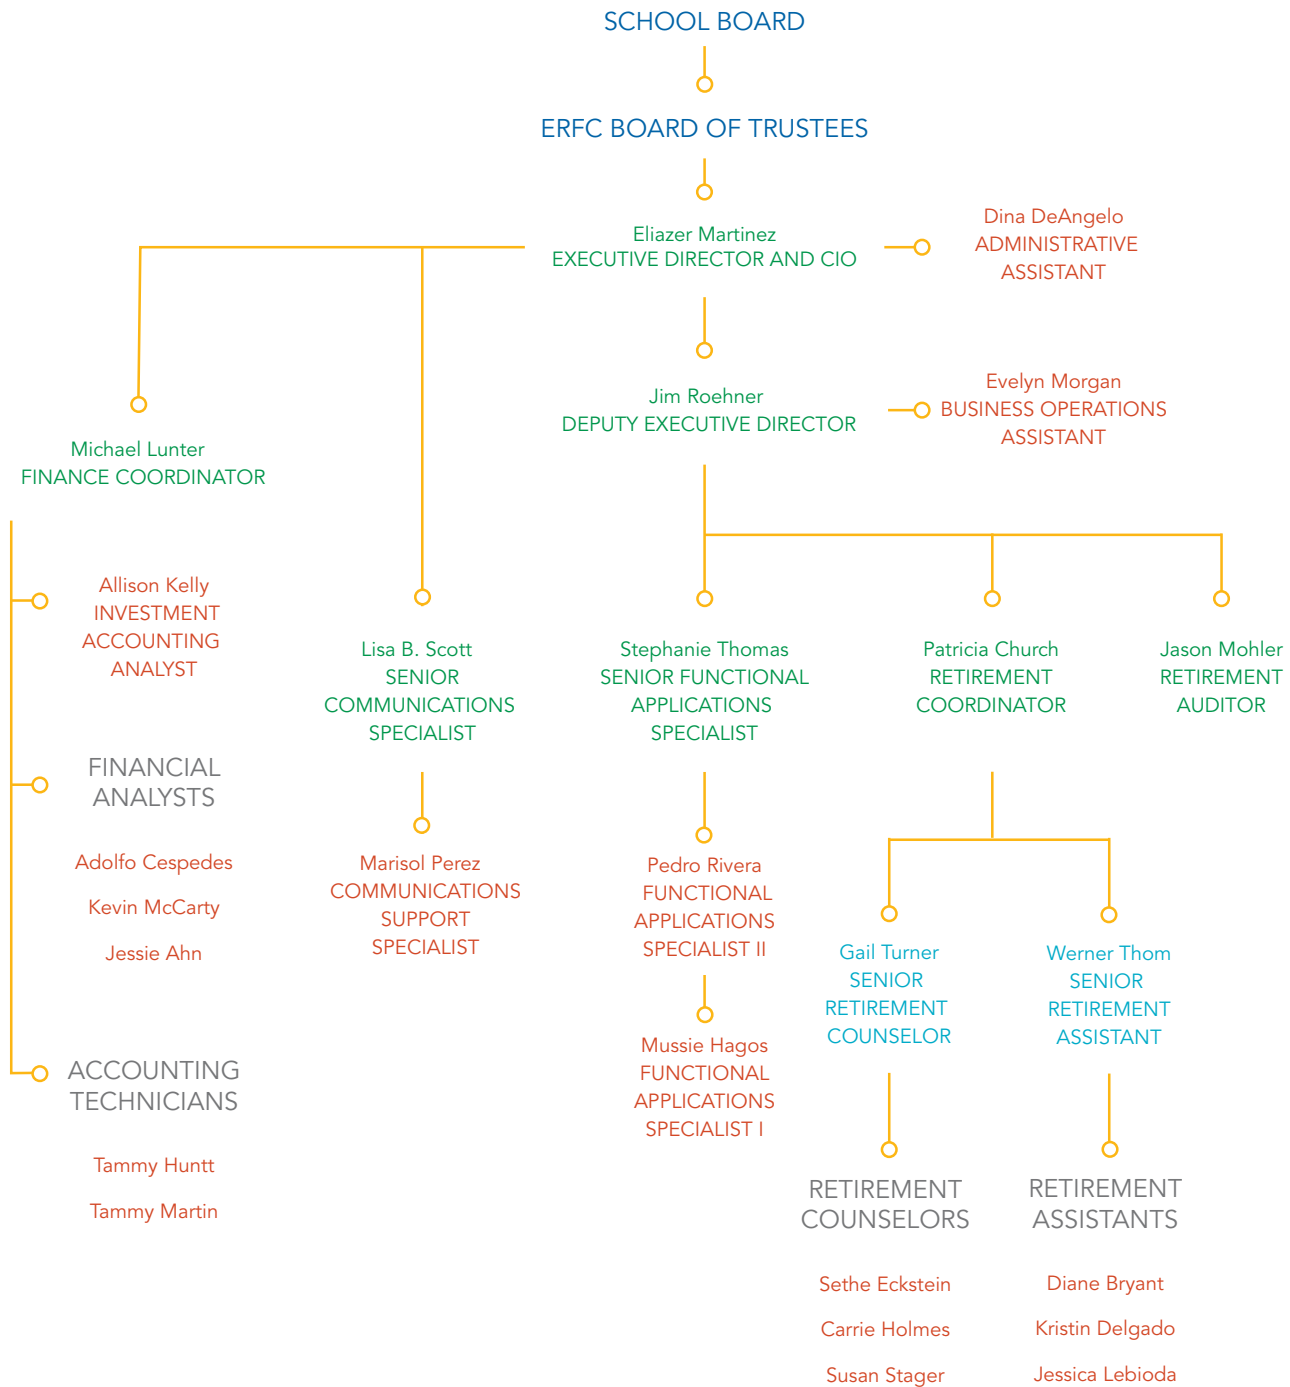 SCHOOL BOARD
ERFC BOARD OF TRUSTEES
Eliazer Martinez
EXECUTIVE DIRECTOR AND CIO
Dina DeAngelo
ADMINISTRATIVE
ASSISTANT
Jim Roehner
DEPUTY EXECUTIVE DIRECTOR
Evelyn Morgan
BUSINESS OPERATIONS
ASSISTANT
Michael Lunter
FINANCE COORDINATOR
Allison Kelly
INVESTMENT
ACCOUNTING
ANALYST
FINANCIAL
ANALYSTS
Adolfo Cespedes
Kevin McCarty
Jessie Ahn
ACCOUNTING
TECHNICIANS
Tammy Huntt
Tammy Martin
Lisa B. Scott
SENIOR
COMMUNICATIONS
SPECIALIST
Marisol Perez
COMMUNICATIONS
SUPPORT
SPECIALIST
Stephanie Thomas
SENIOR FUNCTIONAL
APPLICATIONS
SPECIALIST
Pedro Rivera
FUNCTIONAL
APPLICATIONS
SPECIALIST II
Mussie Hagos
FUNCTIONAL
APPLICATIONS
SPECIALIST I
Patricia Church
RETIREMENT
COORDINATOR
Jason Mohler
RETIREMENT
AUDITOR
Gail Turner
SENIOR
RETIREMENT
COUNSELOR
Werner Thom
SENIOR
RETIREMENT
ASSISTANT
RETIREMENT
COUNSELORS
Sethe Eckstein
Carrie Holmes
Susan Stager
RETIREMENT
ASSISTANTS
Diane Bryant
Kristin Delgado
Jessica Lebioda